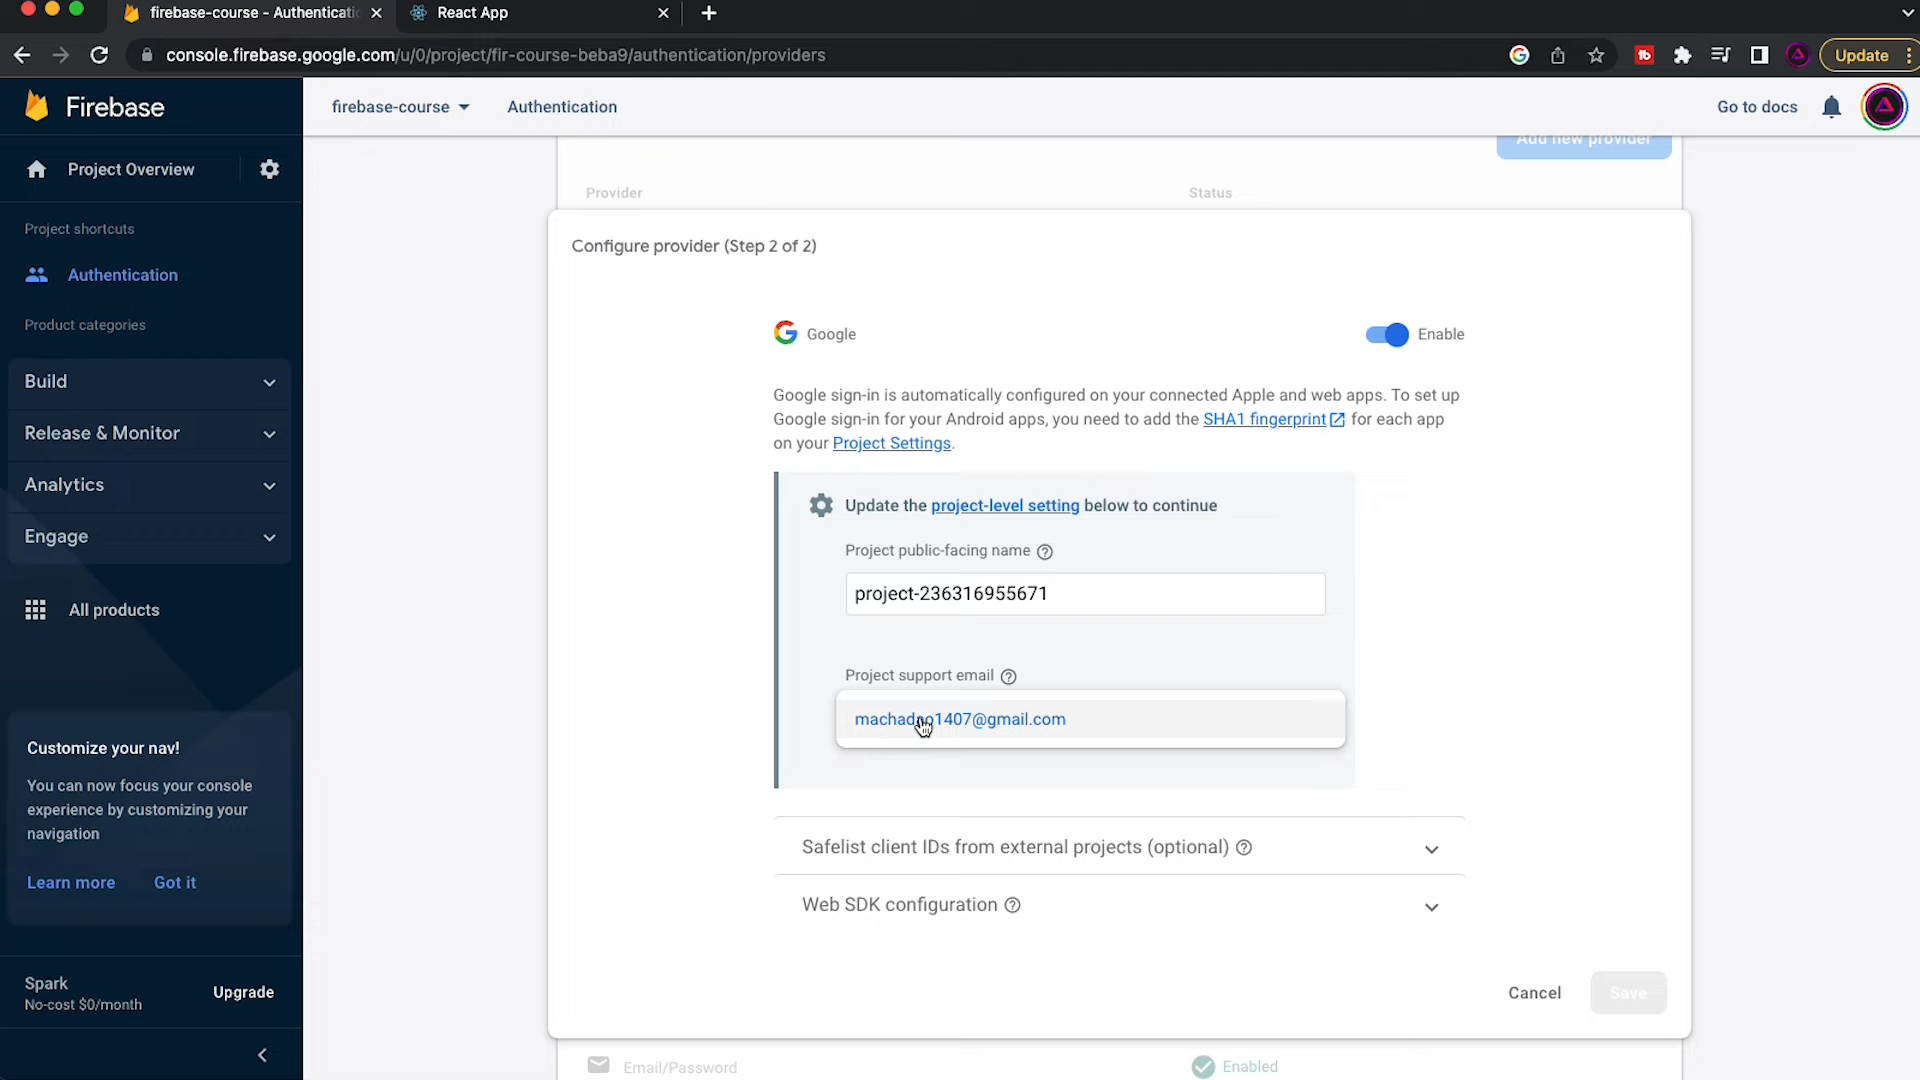 firebase-course - Authenticatio
React App
console.firebase.google.com/u/0/project/fir-course-beba9/authentication/providers
Update
Firebase
firebase-course
Authentication
Go to docs
Add new provider
Project Overview
Provider
Status
Project shortcuts
Configure provider (Step 2 of 2)
Authentication
Product categories
Google
Enable
Build
Google sign-in is automatically configured on your connected Apple and web apps. To set up
Google sign-in for your Android apps, you need to add the SHA1 fingerprint for each app
on your Project Settings.
Release & Monitor
Analytics
Update the project-level setting below to continue
Engage
Project public-facing name
project-236316955671
All products
Project support email
machadao1407@gmail.com
Customize your nav!
You can now focus your console
experience by customizing your
navigation
Learn more
Got it
Safelist client IDs from external projects (optional)
Web SDK configuration
Spark
No-cost $0/month
Upgrade
Cancel
Save
Email/Password
Enabled